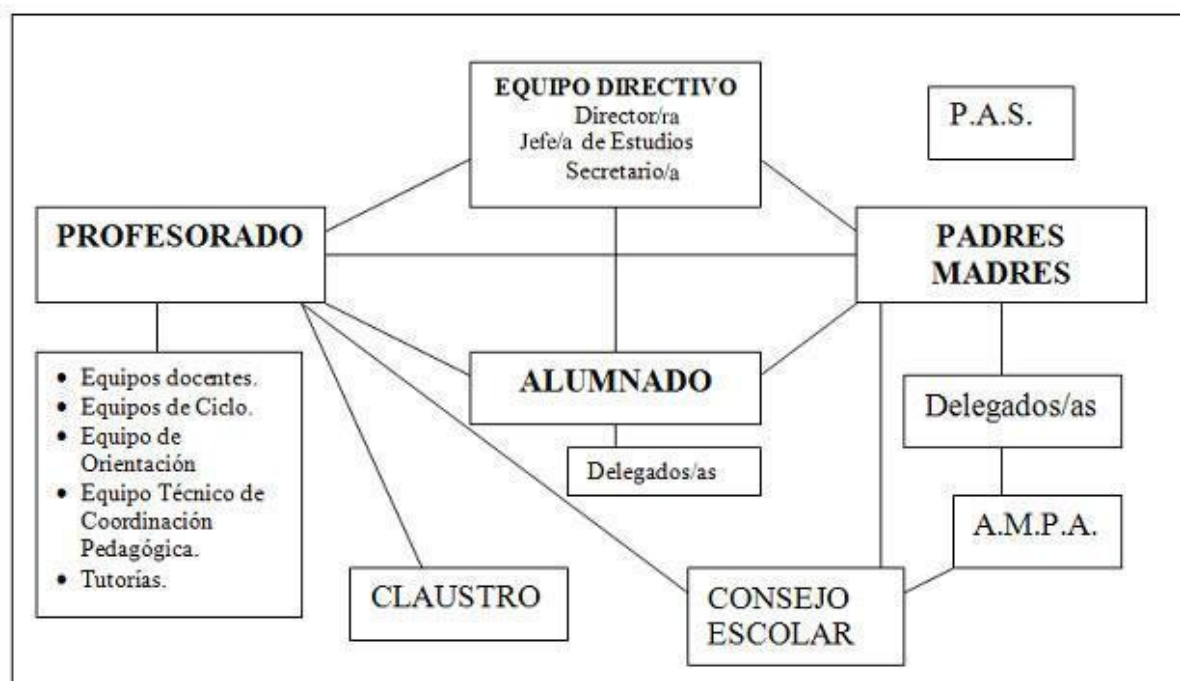 EQUIPO DIRECTIVO
Director/ra
Jefe/a de Estudios
Secretario/a
P.A.S.
PROFESORADO
PADRES
MADRES
• Equipos docentes.
• Equipos de Ciclo.
• Equipo de
Orientación
• Equipo Técnico de
Coordinación
Pedagógica.
• Tutorías.
ALUMNADO
Delegados/as
Delegados/as
A.M.P.A.
CLAUSTRO
CONSEJO
ESCOLAR